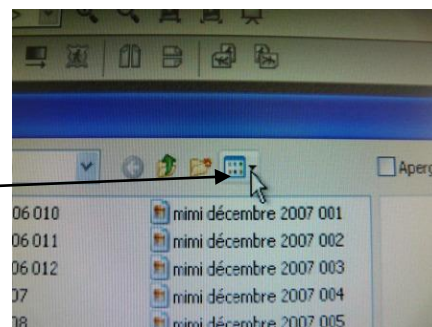 Aperç
06 010 mimi décembre 2007 001
06 011 mimi décembre 2007 002
06 012 mimi décembre 2007 003
07 mimi décembre 2007 004
08 mimi décembre 2007 005